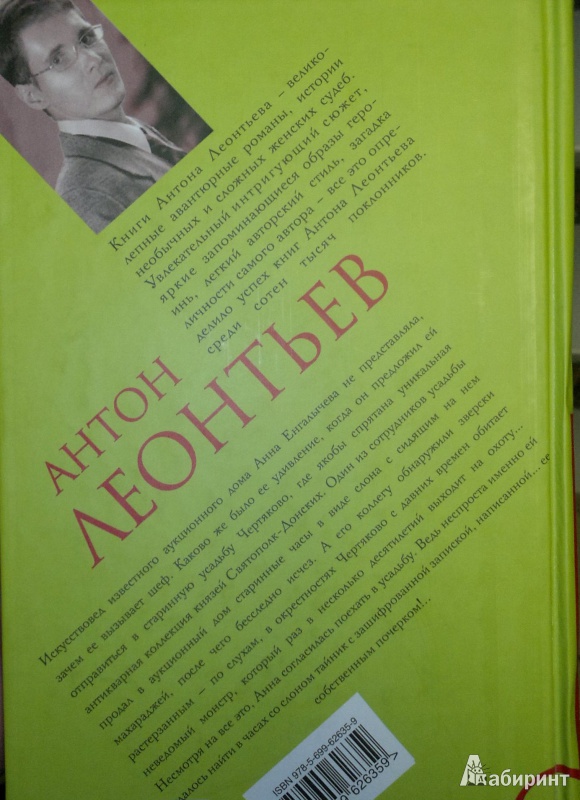 Книги Антона Леонтьева – велико-
лепные авантюрные романы, истории
необычных и сложных женских судеб.
Увлекательный интригующий сюжет,
яркие запоминающиеся образы геро-
инь, легкий авторский стиль, загадка
личности самого автора – все это опре-
делило успех книг Антона Леонтьева
среди сотен тысяч поклонников.
АНТОН
ЛЕОНТЬЕВ
Искусствовед известного аукционного дома Анна Енгалычева не представляла,
зачем ее вызывает шеф. Каково же было ее удивление, когда он предложил ей
отправиться в старинную усадьбу Чертяково, где якобы спрятана уникальная
антикварная коллекция князей Святополк-Донских. Один из сотрудников усадьбы
продал в аукционный дом старинные часы в виде слона с сидящим на нем
махараджей, после чего бесследно исчез. А его коллегу обнаружили зверски
растерзанным – по слухам, в окрестностях Чертяково с давних времен обитает
неведомый монстр, который раз в несколько десятилетий выходит на охоту...
Несмотря на все это, Анна согласилась поехать в усадьбу. Ведь неспроста именно ей
далось найти в часах со слоном тайник с зашифрованной запиской, написанной... ее
собственным почерком!..
ISBN 978-5-699-62635-9
626359
Лабиринт